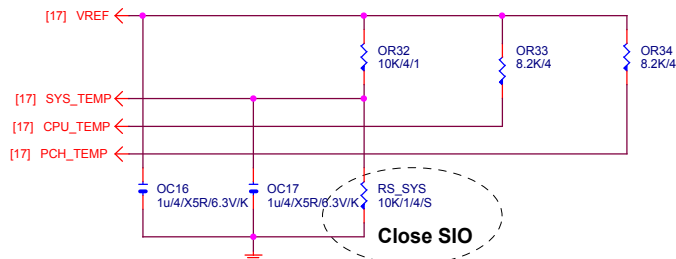 [17] VREF
OR32
10K/4/1
OR33
8.2K/4
OR34
8.2K/4
[17] SYS_TEMP
[17] CPU_TEMP
[17] PCH_TEMP
OC16
1u/4/X5R/6.3V/K
OC17
1u/4/X5R/6.3V/K
RS_SYS
10K/1/4/S
Close SIO